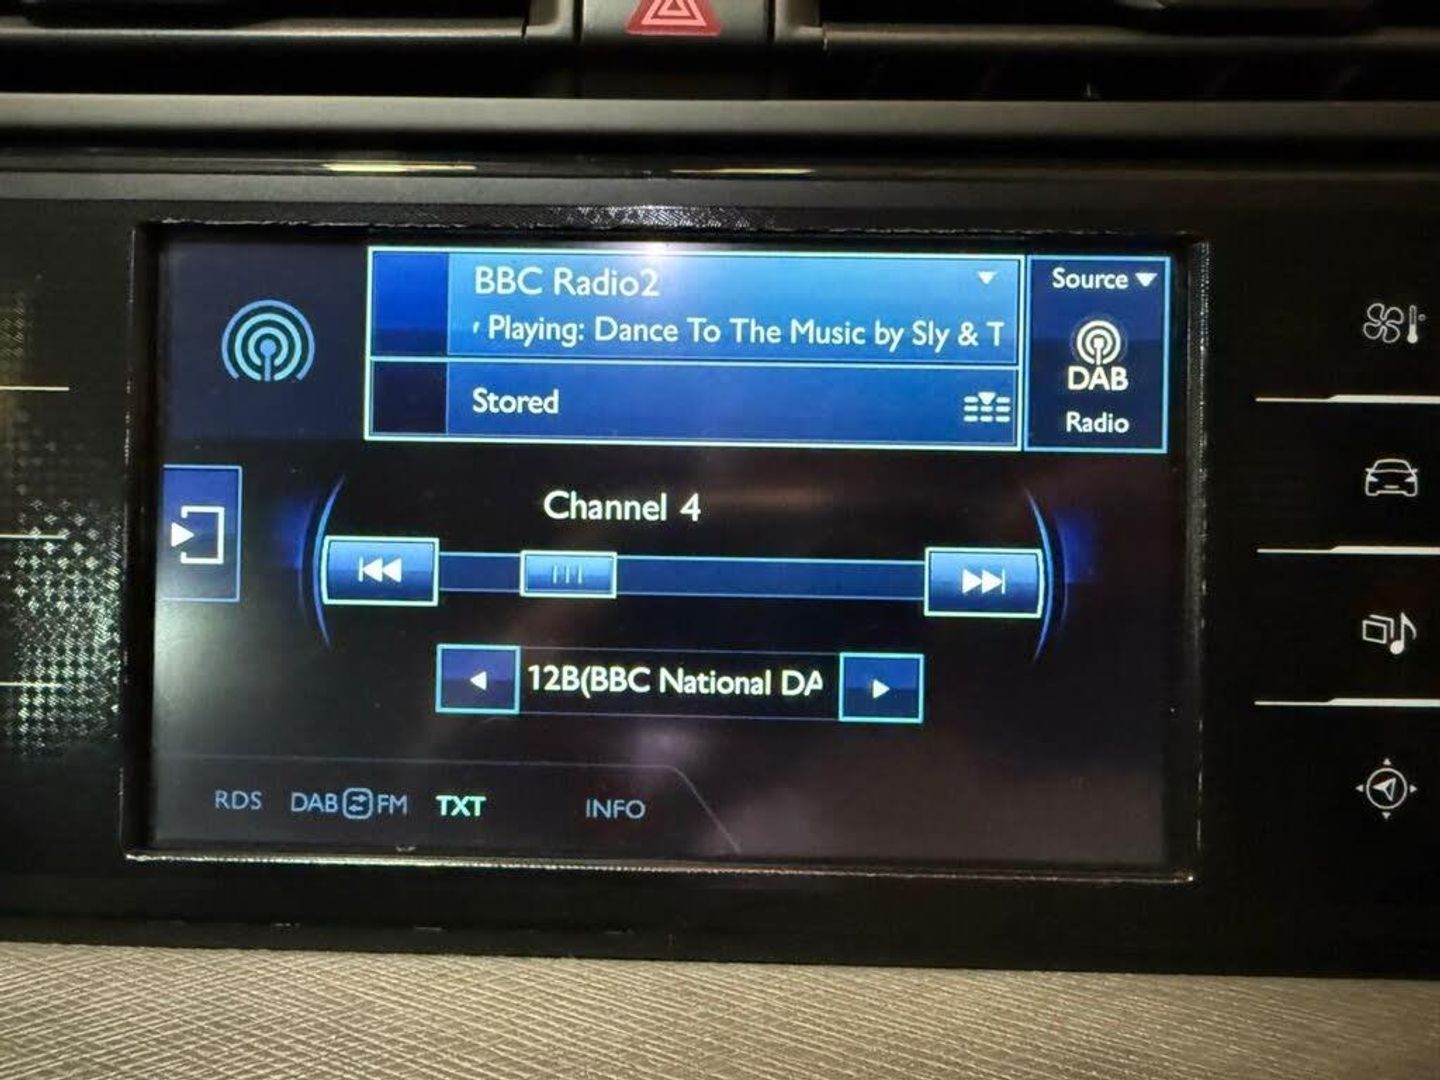 BBC Radio2
Playing: Dance To The Music by Sly & T
Source
DAB
Radio
Stored
Channel 4
12B(BBC National DA
RDS DAB FM TXT INFO